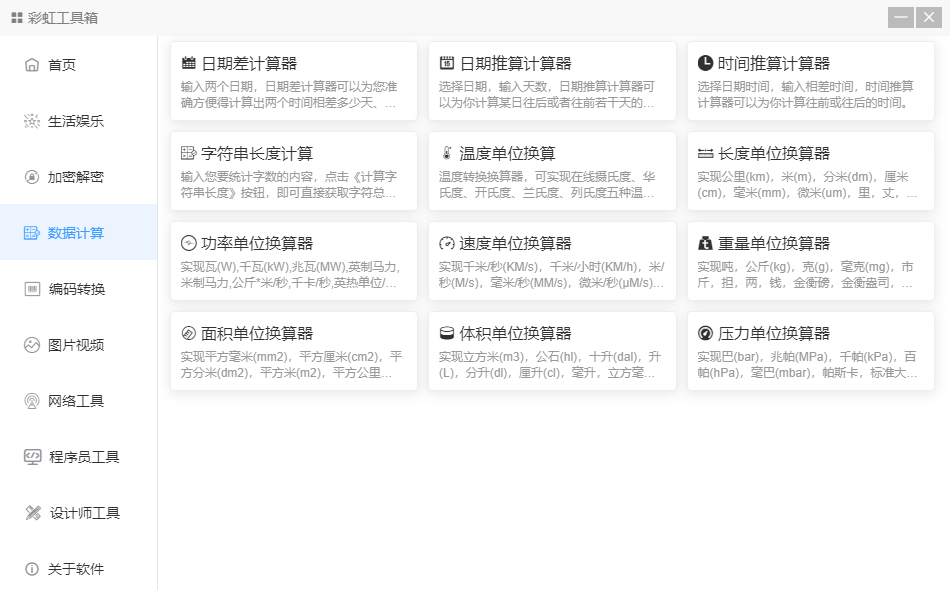 彩虹工具箱
首页
生活娱乐
加密解密
数据计算
编码转换
图片视频
网络工具
程序员工具
设计师工具
关于软件
日期差计算器
输入两个日期，日期差计算器可以为您准
确方便得计算出两个时间相差多少天、...
日期推算计算器
选择日期，输入天数，日期推算计算器可
以为你计算某日往后或者往前若干天的...
时间推算计算器
选择日期时间，输入相差时间，时间推算
计算器可以为你计算往前或往后的时间。
字符串长度计算
输入您要统计字数的内容，点击《计算字
符串长度》按钮，即可直接获取字符总...
温度单位换算
温度转换换算器，可实现在线摄氏度、华
氏度、开氏度、兰氏度、列氏度五种温...
长度单位换算器
实现公里(km)，米(m)，分米(dm)，厘米
(cm)，毫米(mm)，微米(um)，里，丈，...
功率单位换算器
实现瓦(W),千瓦(kW),兆瓦(MW),英制马力,
米制马力,公斤*米/秒,千卡/秒,英热单位/...
速度单位换算器
实现千米/秒(KM/s)，千米/小时(KM/h)，米/
秒(M/s)，毫米/秒(MM/s)，微米/秒(μM/s)...
重量单位换算器
实现吨，公斤(kg)，克(g)，毫克(mg)，市
斤，担，两，钱，金衡磅，金衡盎司，...
面积单位换算器
实现平方毫米(mm2)，平方厘米(cm2)，平
方分米(dm2)，平方米(m2)，平方公里...
体积单位换算器
实现立方米(m3)，公石(hl)，十升(dal)，升
(L)，分升(dl)，厘升(cl)，毫升，立方毫...
压力单位换算器
实现巴(bar)，兆帕(MPa)，千帕(kPa)，百
帕(hPa)，毫巴(mbar)，帕斯卡，标准大...